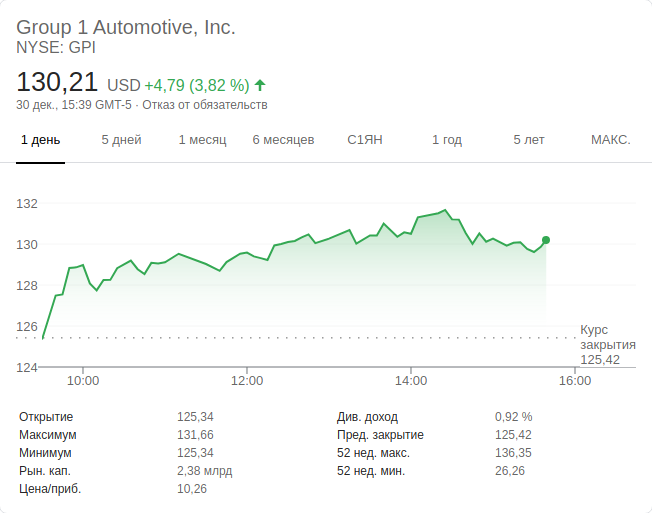 Group 1 Automotive, Inc.
NYSE: GPI
130,21 USD +4,79 (3,82 %)
30 дек., 15:39 GMT-5 · Отказ от обязательств
1 день 5 дней 1 месяц 6 месяцев С1ЯН 1 год 5 лет МАКС.
132
130
128
126
Курс
закрытия
125,42
124
10:00 12:00 14:00 16:00
Открытие 125,34 Див. доход 0,92 %
Максимум 131,66 Пред. закрытие 125,42
Минимум 125,34 52 нед. макс. 136,35
Рын. кап. 2,38 млрд 52 нед. мин. 26,26
Цена/приб. 10,26